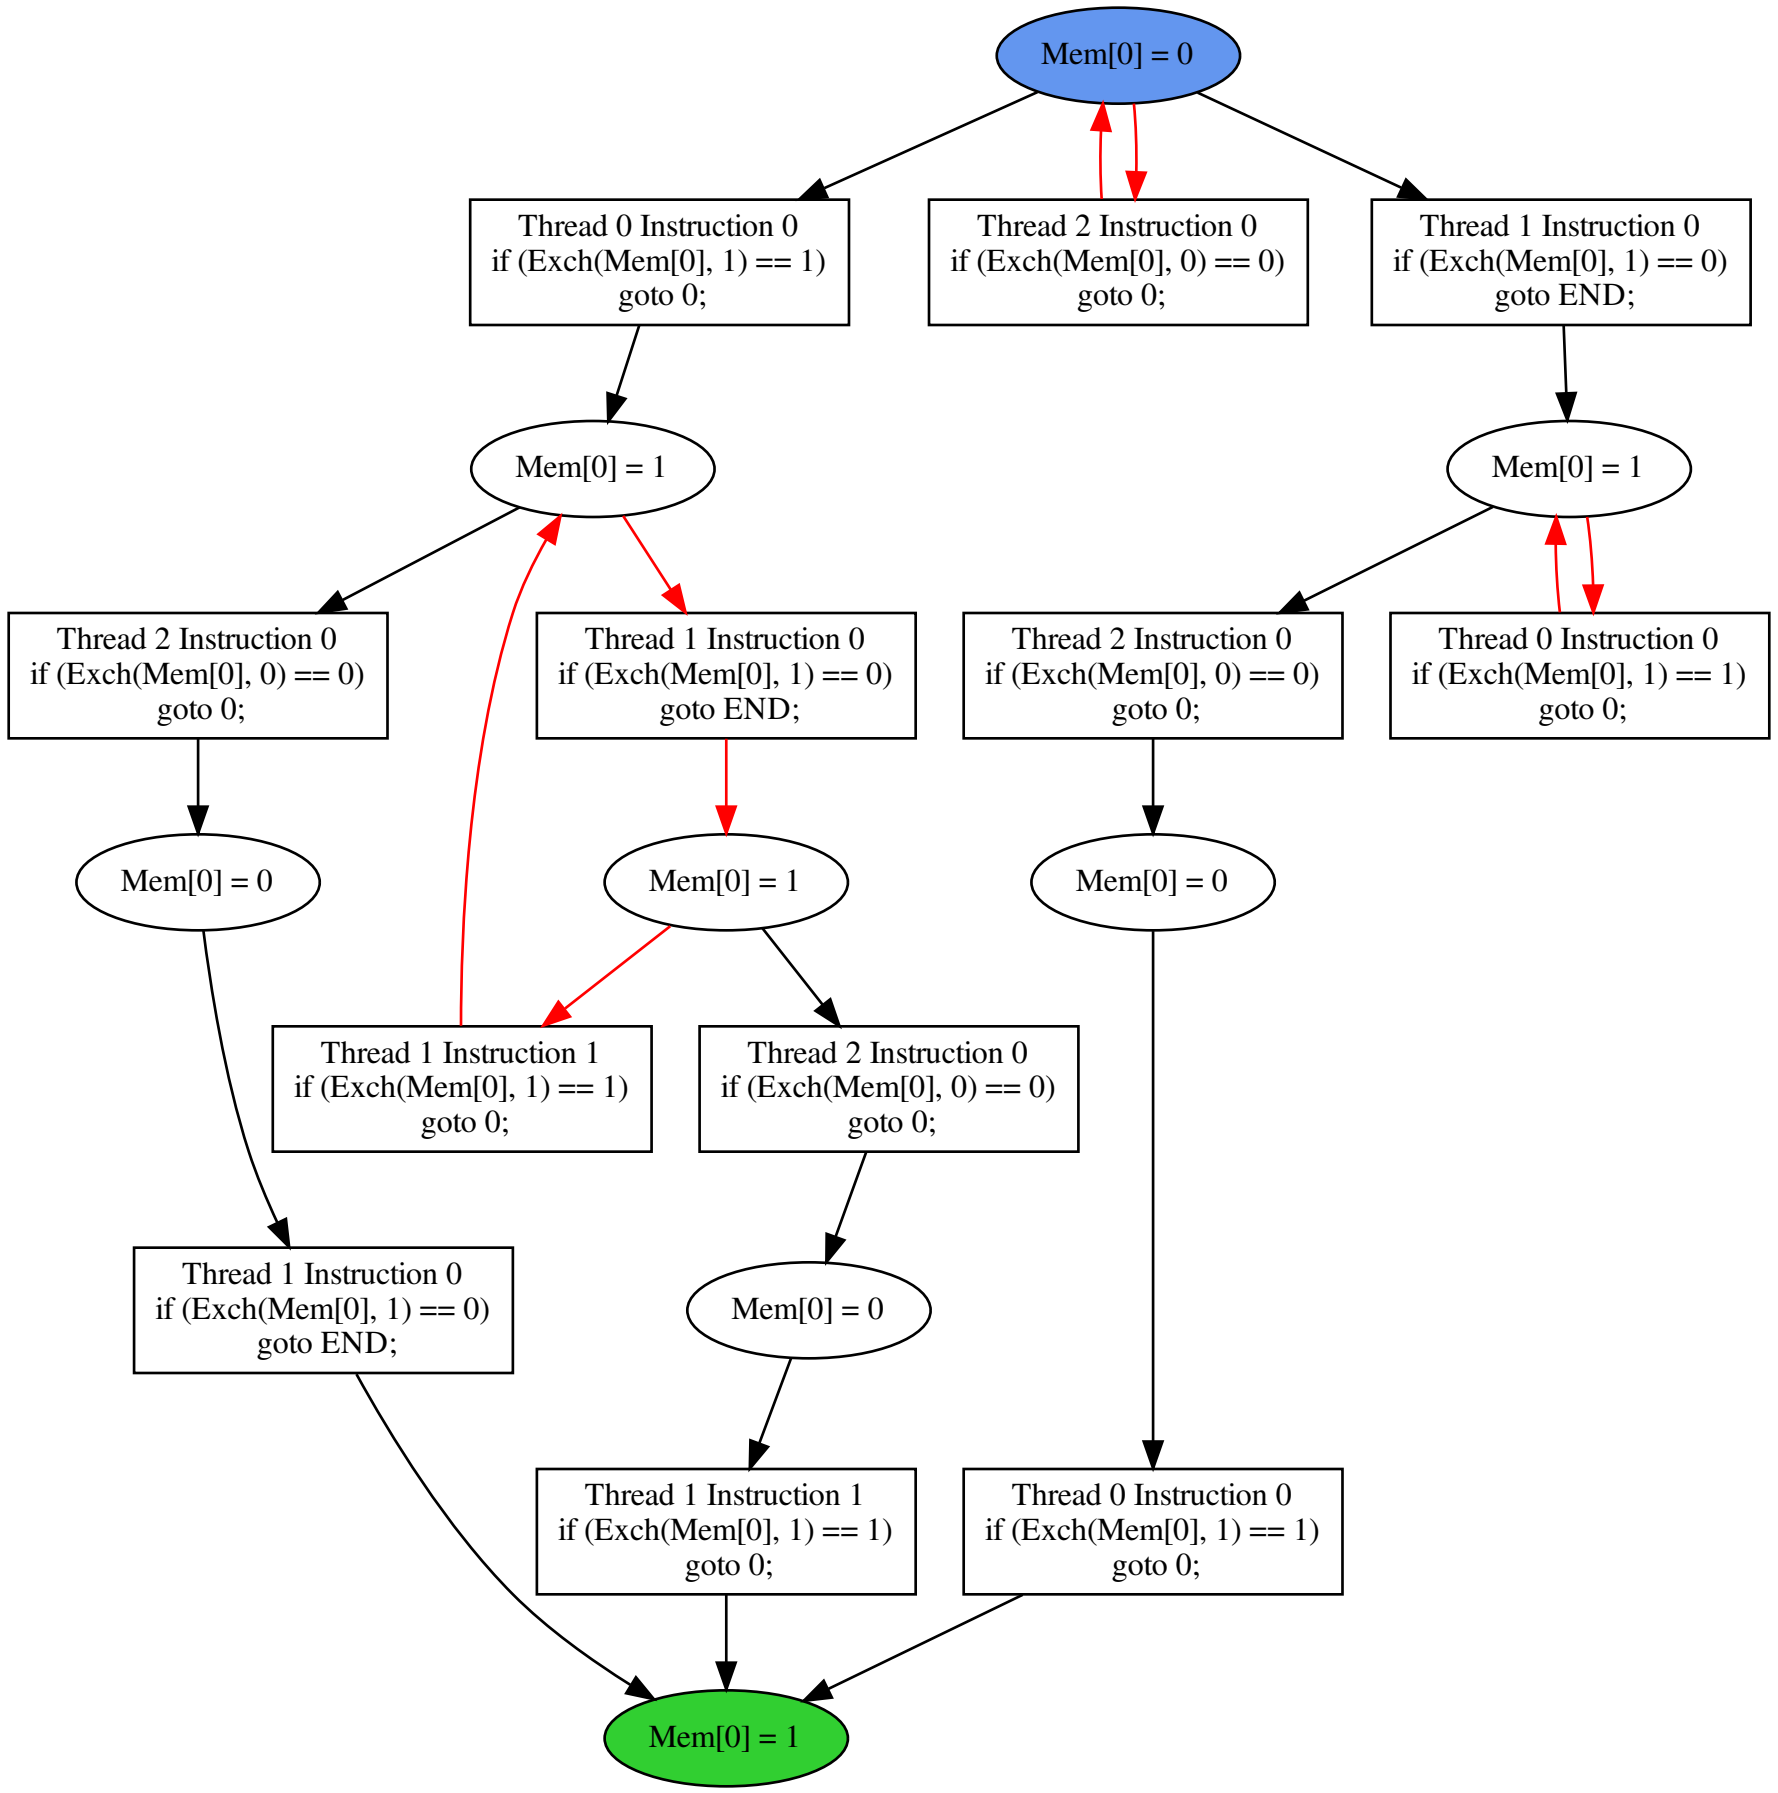 Mem[0] = 0
Thread 0 Instruction 0
if (Exch(Mem[0], 1) == 1)
goto 0;
Thread 2 Instruction 0
if (Exch(Mem[0], 0) == 0)
goto 0;
Thread 1 Instruction 0
if (Exch(Mem[0], 1) == 0)
goto END;
Mem[0] = 1
Mem[0] = 1
Thread 2 Instruction 0
if (Exch(Mem[0], 0) == 0)
goto 0;
Thread 1 Instruction 0
if (Exch(Mem[0], 1) == 0)
goto END;
Thread 2 Instruction 0
if (Exch(Mem[0], 0) == 0)
goto 0;
Thread 0 Instruction 0
if (Exch(Mem[0], 1) == 1)
goto 0;
Mem[0] = 0
Mem[0] = 1
Mem[0] = 0
Thread 1 Instruction 1
if (Exch(Mem[0], 1) == 1)
goto 0;
Thread 2 Instruction 0
if (Exch(Mem[0], 0) == 0)
goto 0;
Thread 1 Instruction 0
if (Exch(Mem[0], 1) == 0)
goto END;
Mem[0] = 0
Thread 1 Instruction 1
if (Exch(Mem[0], 1) == 1)
goto 0;
Thread 0 Instruction 0
if (Exch(Mem[0], 1) == 1)
goto 0;
Mem[0] = 1